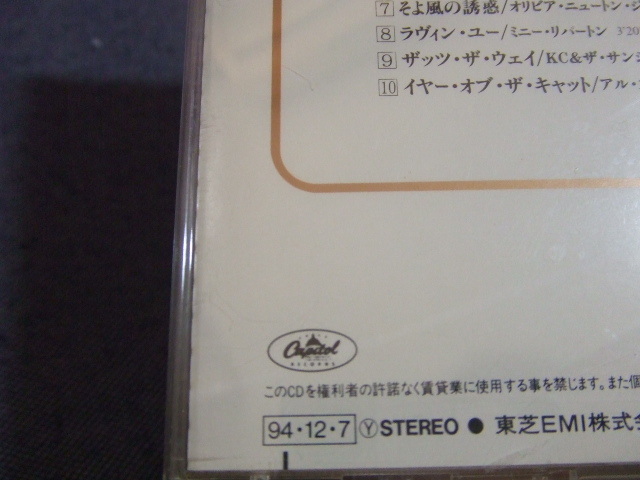 7 そよ風の誘惑/オリビア・ニュートン・ジ
8 ラヴィン・ユー/ミニー・リパートン 3'20
9 ザッツ・ザ・ウェイ/KC&ザ・サンシ
10 イヤー・オブ・ザ・キャット/アル・
Capitol
RECORDS
このCDを権利者の許諾なく賃貸業に使用する事を禁じます。また個
94・12・7 Ⓨ STEREO ● 東芝EMI株式会